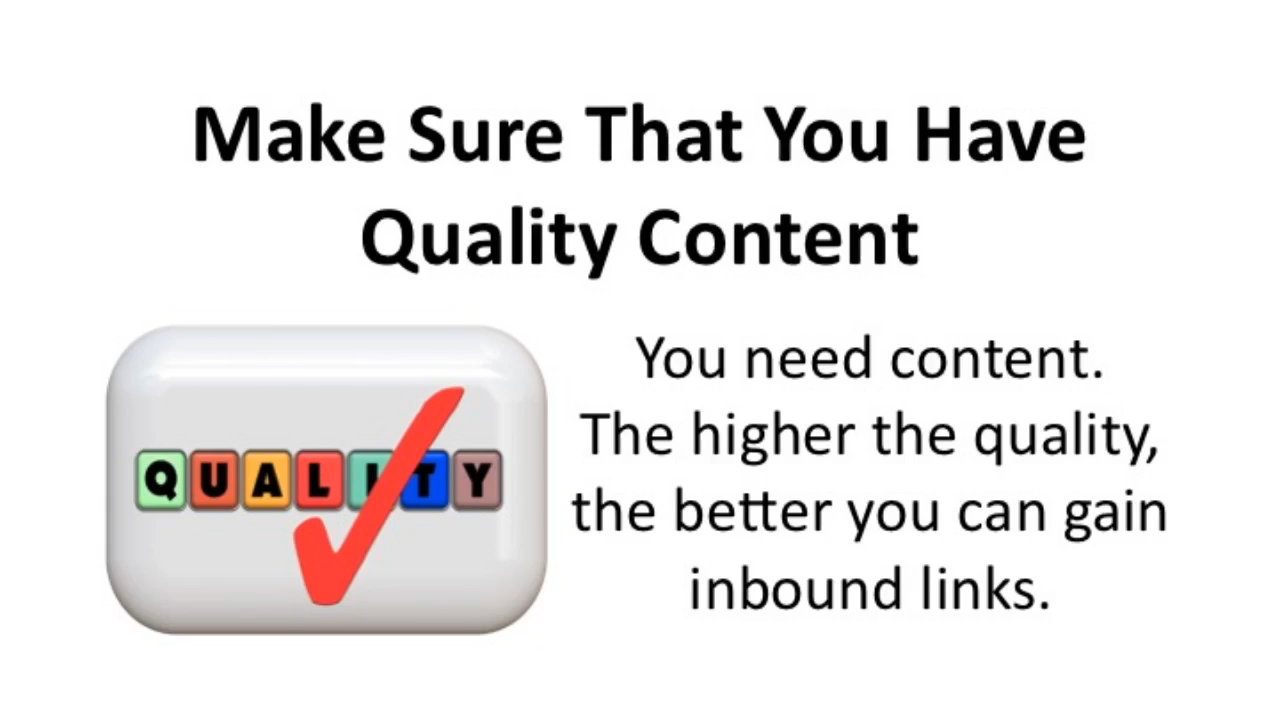 Make Sure That You Have
Quality Content
QUALITY
You need content.
The higher the quality,
the better you can gain
inbound links.